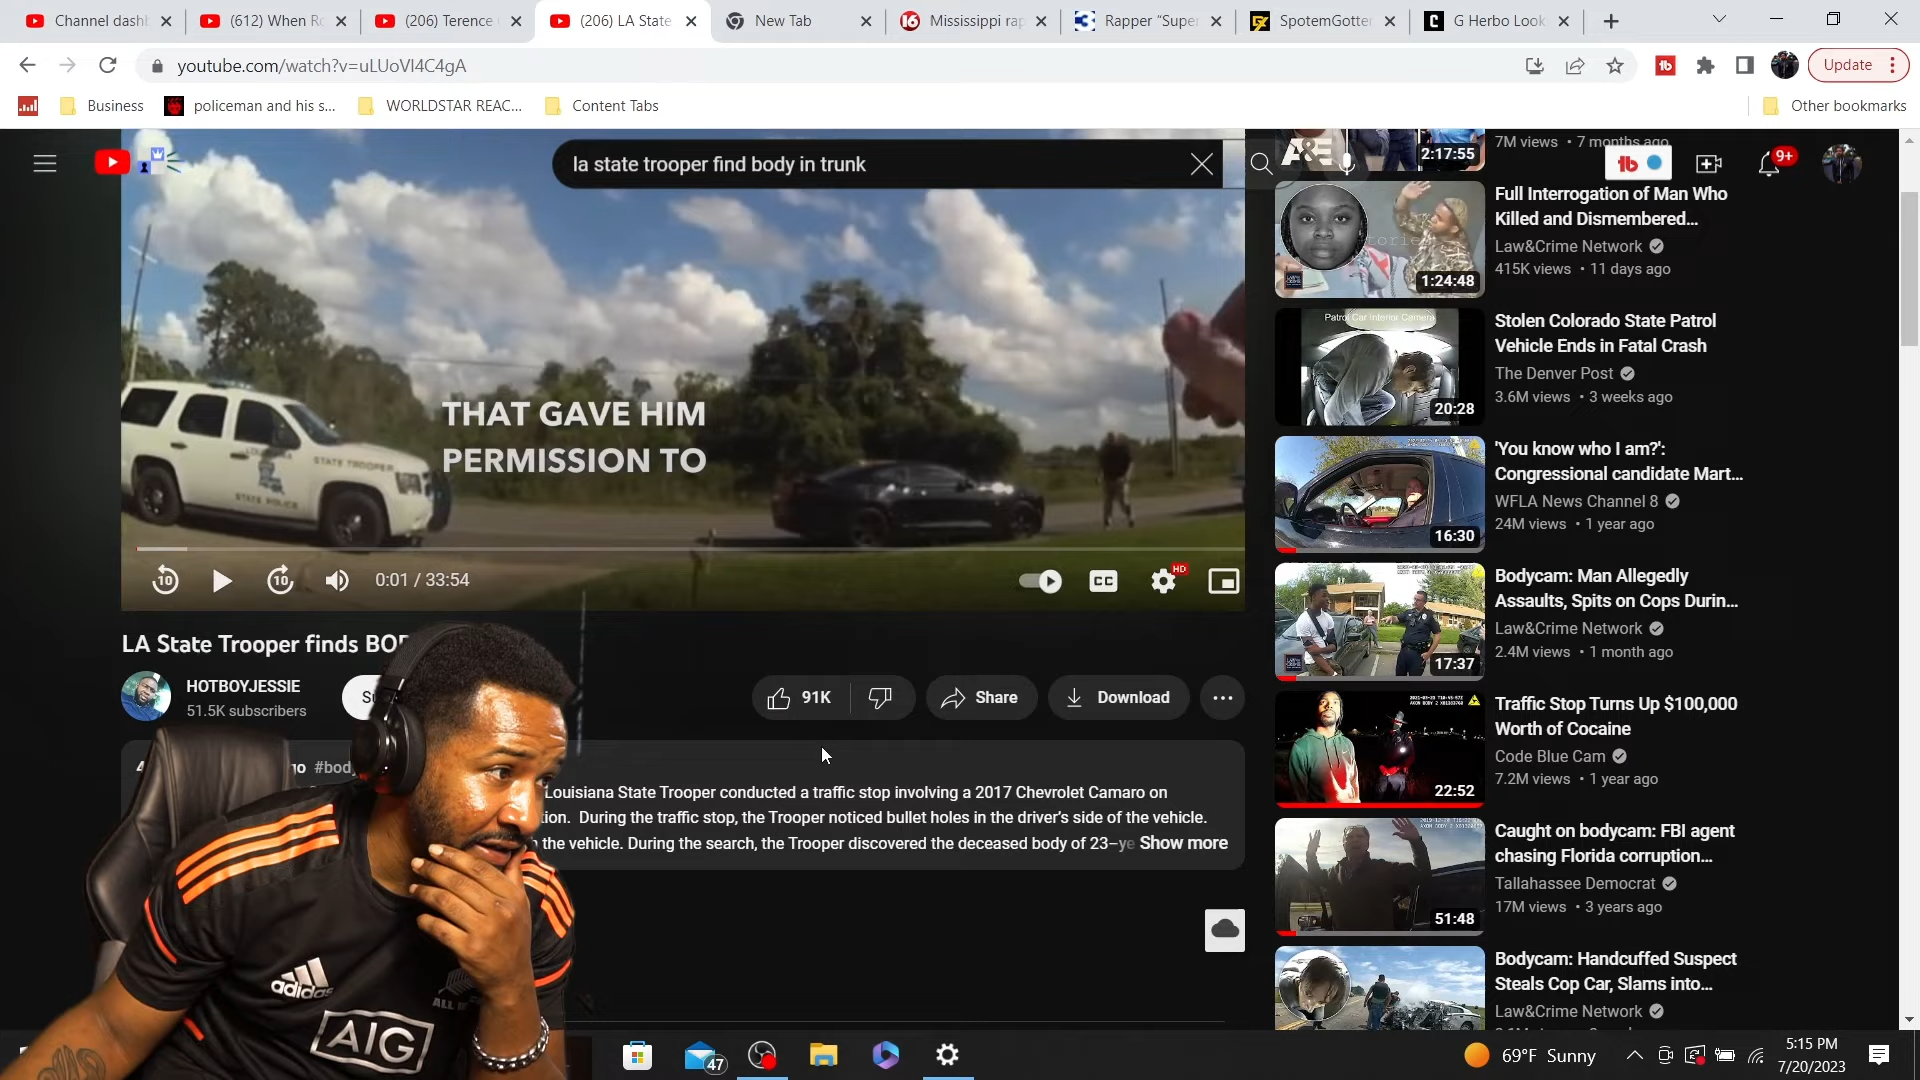 Channel dash
(612) When R
(206) Terence
(206) LA State
New Tab
Mississippi rap
Rapper “Super
SpotemGotte
G Herbo Look
youtube.com/watch?v=uLUoVI4C4gA
Update
Business
policeman and his s...
WORLDSTAR REAC...
Content Tabs
Other bookmarks
la state trooper find body in trunk
9+
THAT GAVE HIM
PERMISSION TO
10
10
0:01 / 33:54
CC
HD
LA State Trooper finds
HOTBOYJESSIE
51.5K subscribers
91K
Share
Download
Louisiana State Trooper conducted a traffic stop involving a 2017 Chevrolet Camaro on
During the traffic stop, the Trooper noticed bullet holes in the driver's side of the vehicle.
the vehicle. During the search, the Trooper discovered the deceased body of 23-ye Show more
A&E
2:17:55
7M views • 7 months ago
Full Interrogation of Man Who
Killed and Dismembered...
Law&Crime Network
415K views • 11 days ago
1:24:48
Patrol Car Interior Camera
Stolen Colorado State Patrol
Vehicle Ends in Fatal Crash
The Denver Post
3.6M views • 3 weeks ago
20:28
'You know who I am?':
Congressional candidate Mart...
WFLA News Channel 8
24M views • 1 year ago
16:30
Bodycam: Man Allegedly
Assaults, Spits on Cops Durin...
Law&Crime Network
2.4M views • 1 month ago
17:37
Traffic Stop Turns Up $100,000
Worth of Cocaine
Code Blue Cam
7.2M views • 1 year ago
22:52
Caught on bodycam: FBI agent
chasing Florida corruption...
Tallahassee Democrat
17M views • 3 years ago
51:48
Bodycam: Handcuffed Suspect
Steals Cop Car, Slams into...
Law&Crime Network
adidas
AIG
47
69°F Sunny
5:15 PM
7/20/2023